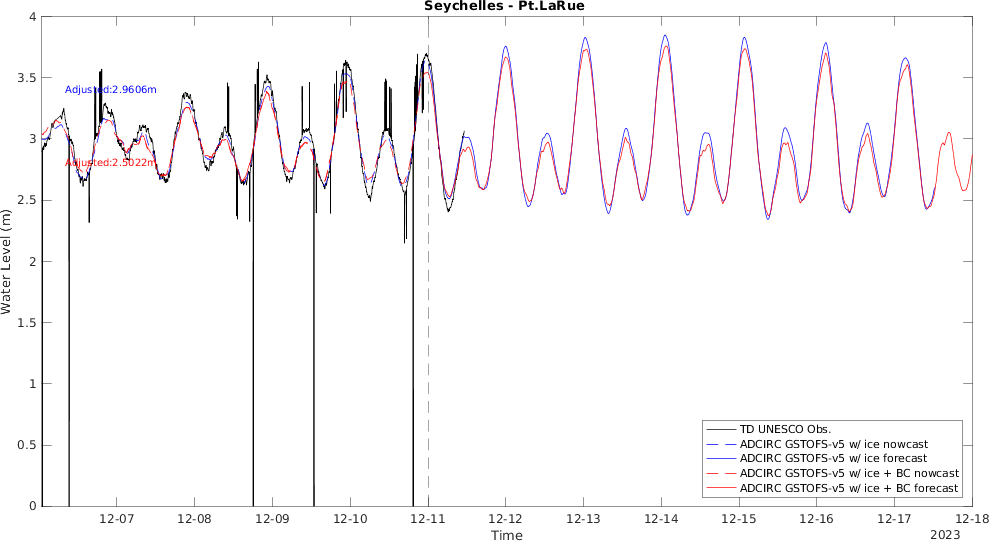 Seychelles - Pt.LaRue
4
3.5
3
2.5
2
1.5
1
0.5
0
Water Level (m)
Adjusted:2.9606m
Adjusted:2.5022m
TD UNESCO Obs.
ADCIRC GSTOFS-v5 w/ ice nowcast
ADCIRC GSTOFS-v5 w/ ice forecast
ADCIRC GSTOFS-v5 w/ ice + BC nowcast
ADCIRC GSTOFS-v5 w/ ice + BC forecast
12-07 12-08 12-09 12-10 12-11 12-12 12-13 12-14 12-15 12-16 12-17 12-18
Time
2023